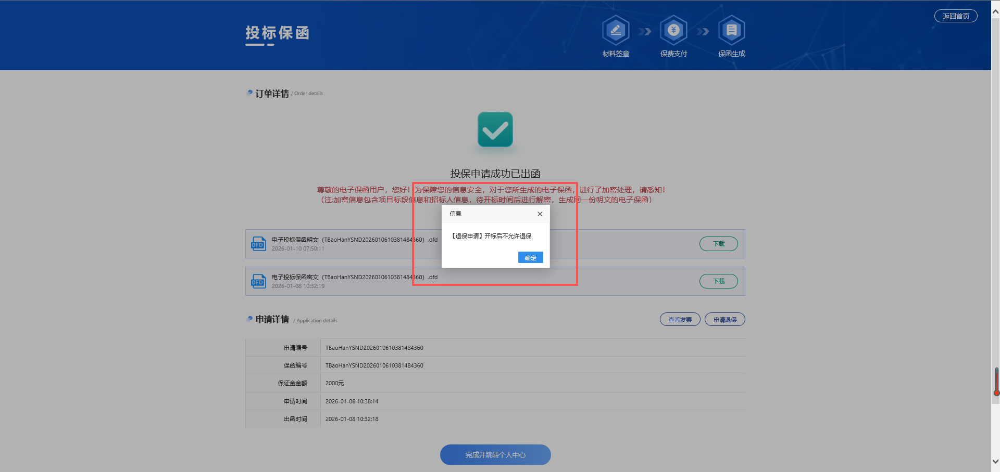 返回首页
投标保函
材料签章
保费支付
保函生成
订单详情 / Order details
投保申请成功已出函
尊敬的电子保函用户，您好！为保障您的信息安全，对于您所生成的电子保函，进行了加密处理，请悉知！
（注:加密信息包含项目标段信息和招标人信息，待开标时间后进行解密，生成同一份明文的电子保函）
信息
【退保申请】开标后不允许退保
确定
OFD
电子投标保函明文（TBaoHanYSND2026010610381484360）.ofd
2026-01-10 07:50:11
下载
OFD
电子投标保函密文（TBaoHanYSND2026010610381484360）.ofd
2026-01-08 10:32:19
下载
申请详情 / Application details
查看发票
申请退保
申请编号 TBaoHanYSND2026010610381484360
保函编号 TBaoHanYSND2026010610381484360
保证金金额 2000元
申请时间 2026-01-06 10:38:14
出函时间 2026-01-08 10:32:18
完成并跳转个人中心